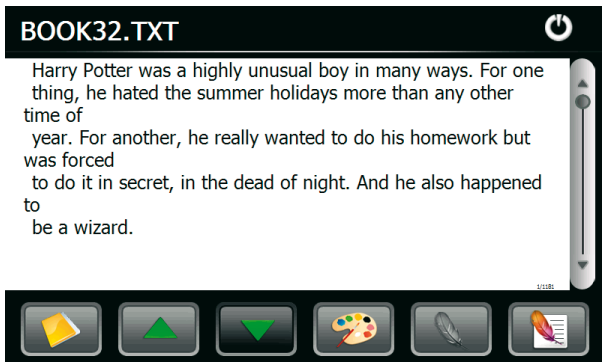 BOOK32.TXT
Harry Potter was a highly unusual boy in many ways. For one
thing, he hated the summer holidays more than any other
time of
year. For another, he really wanted to do his homework but
was forced
to do it in secret, in the dead of night. And he also happened
to
be a wizard.
1/1181